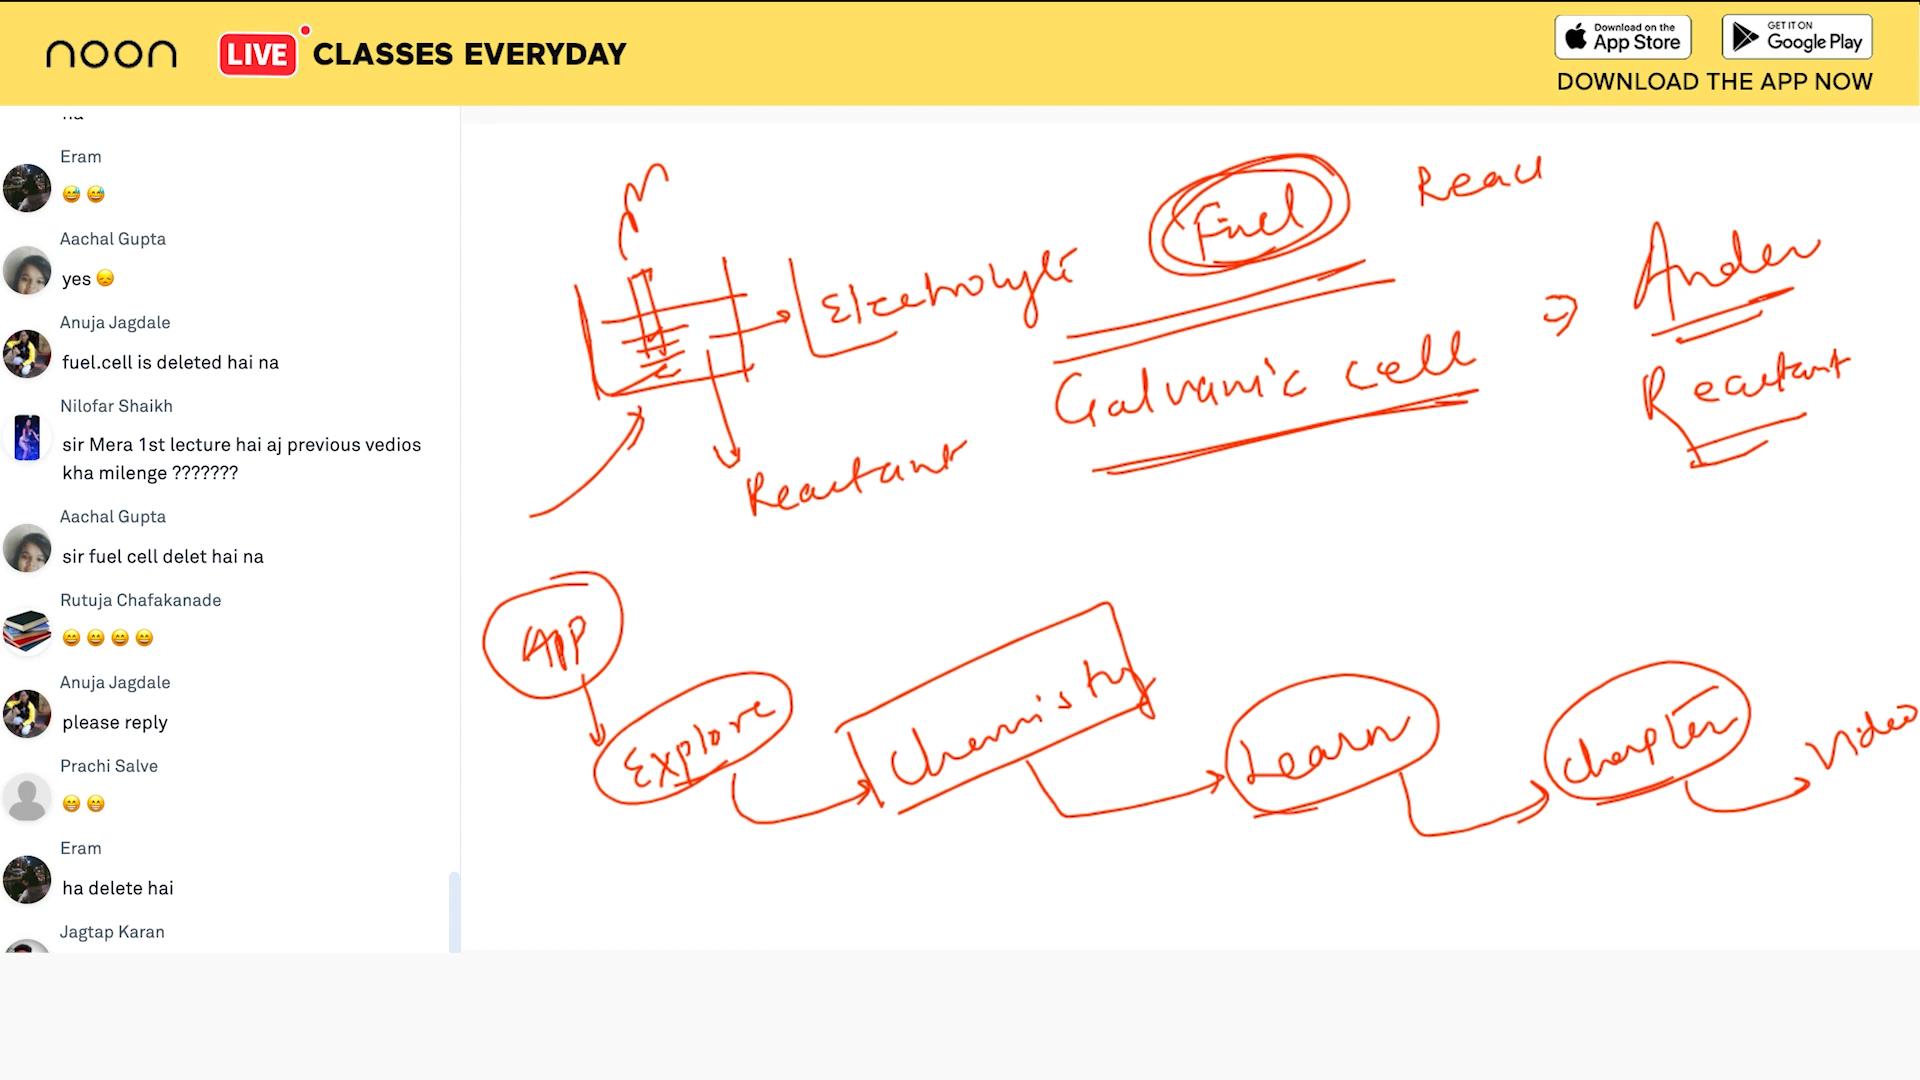 noon LIVE CLASSES EVERYDAY
Download on the App Store
GET IT ON Google Play
DOWNLOAD THE APP NOW
Eram
😅 😅
Aachal Gupta
yes 😞
Anuja Jagdale
fuel.cell is deleted hai na
Nilofar Shaikh
sir Mera 1st lecture hai aj previous vedios
kha milenge ???????
Aachal Gupta
sir fuel cell delet hai na
Rutuja Chafakanade
😄 😄 😄 😄
Anuja Jagdale
please reply
Prachi Salve
😁 😁
Eram
ha delete hai
Jagtap Karan
Fuel
Electrolyte
Galvanic cell
⇒ Ander
Reactant
Reactant
App
Explore
Chemistry
Learn
Chapter
Video